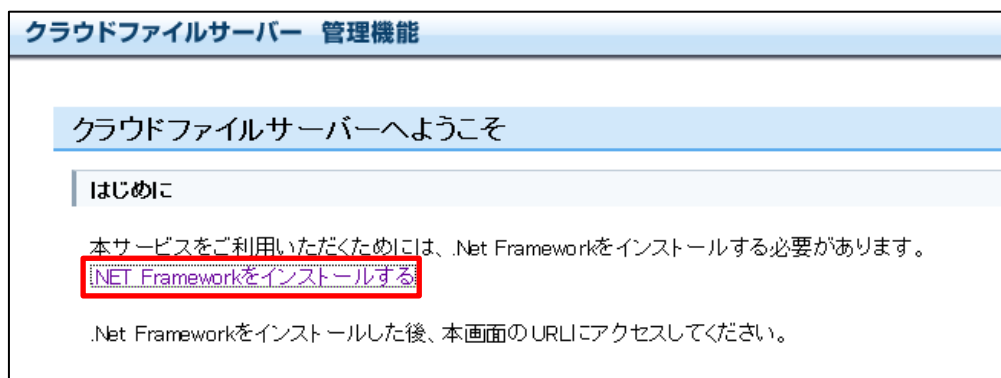 クラウドファイルサーバー 管理機能
クラウドファイルサーバーへようこそ
はじめに
本サービスをご利用いただくためには、.Net Frameworkをインストールする必要があります。
.NET Frameworkをインストールする
.Net Frameworkをインストールした後、本画面のURLにアクセスしてください。